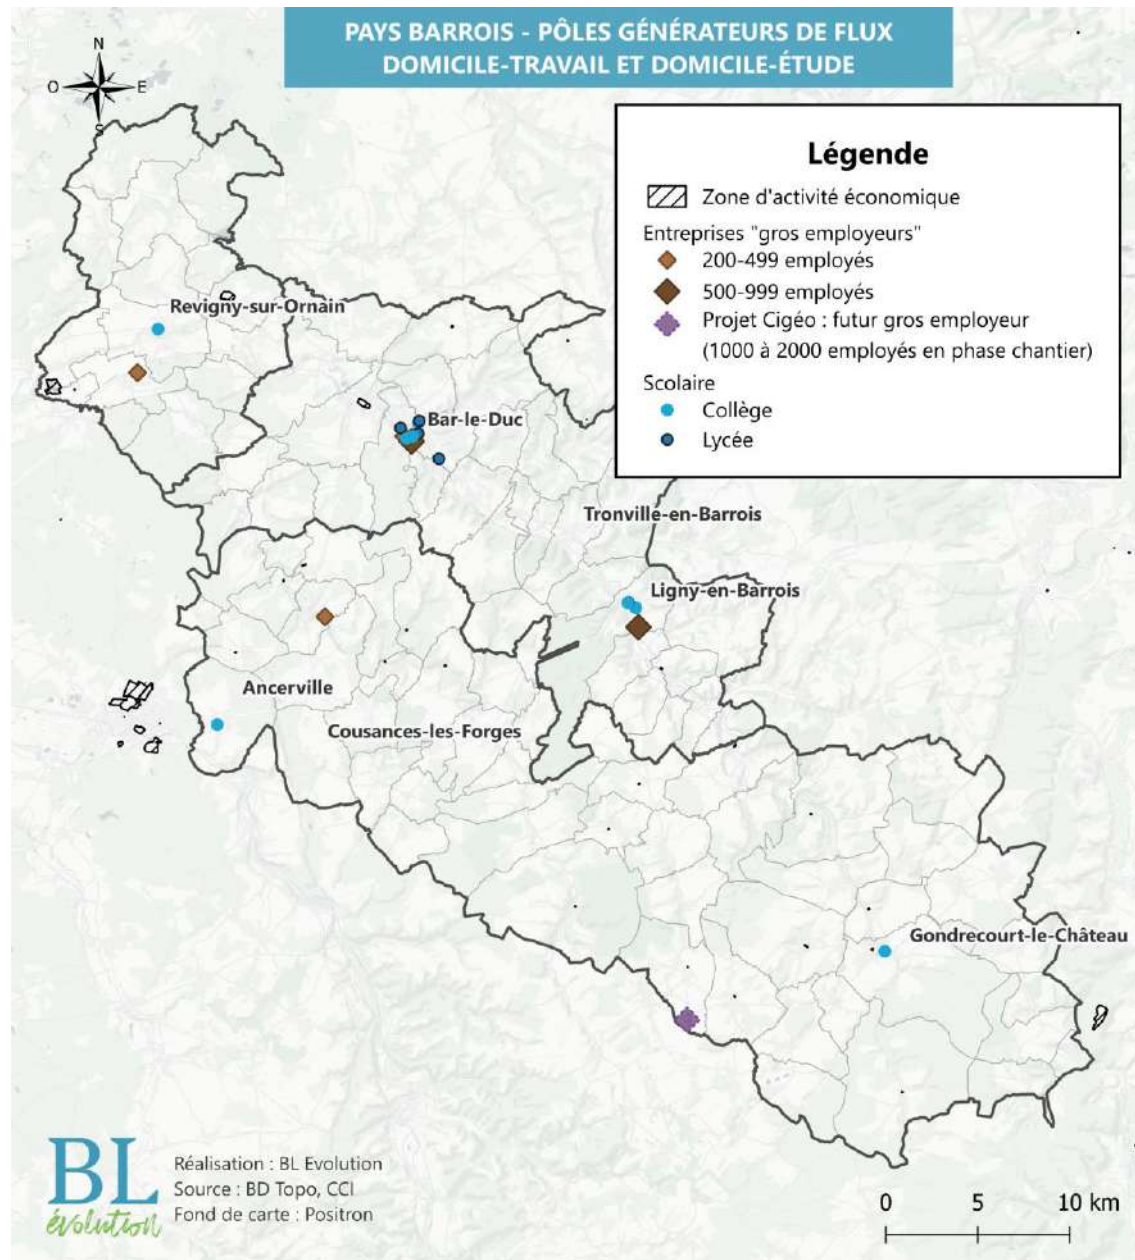 PAYS BARROIS - PÔLES GÉNÉRATEURS DE FLUX
DOMICILE-TRAVAIL ET DOMICILE-ÉTUDE
N
O
E
S
Légende
Zone d'activité économique
Entreprises "gros employeurs"
200-499 employés
500-999 employés
Projet Cigéo : futur gros employeur
(1000 à 2000 employés en phase chantier)
Scolaire
Collège
Lycée
Revigny-sur-Ornain
Bar-le-Duc
Tronville-en-Barrois
Ligny-en-Barrois
Ancerville
Cousances-les-Forges
Gondrecourt-le-Château
BL
évolution
Réalisation : BL Evolution
Source : BD Topo, CCI
Fond de carte : Positron
0 5 10 km